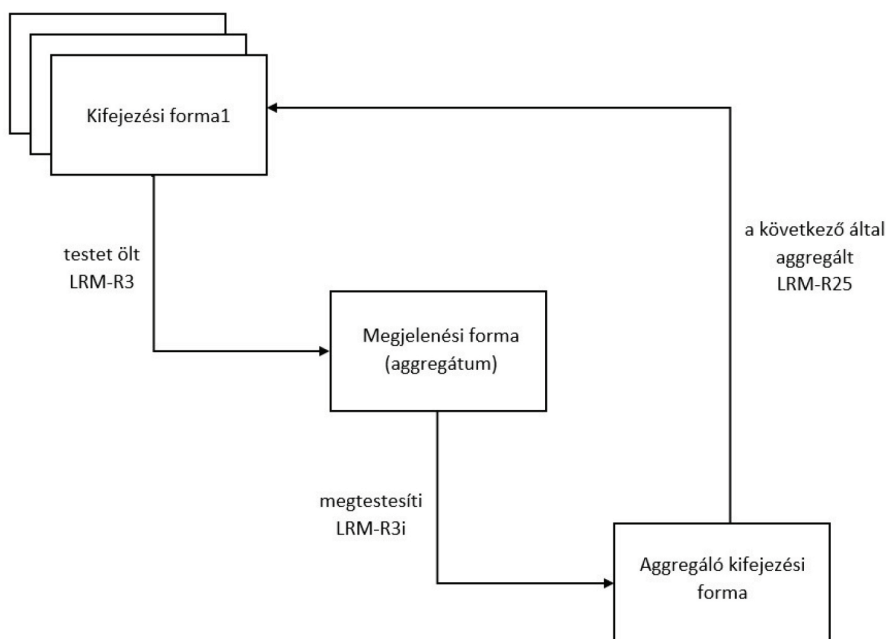 Kifejezési forma1
testet ölt
LRM-R3
a következő által
aggregált
LRM-R25
Megjelenési forma
(aggregátum)
megtestesíti
LRM-R3i
Aggregáló kifejezési
forma